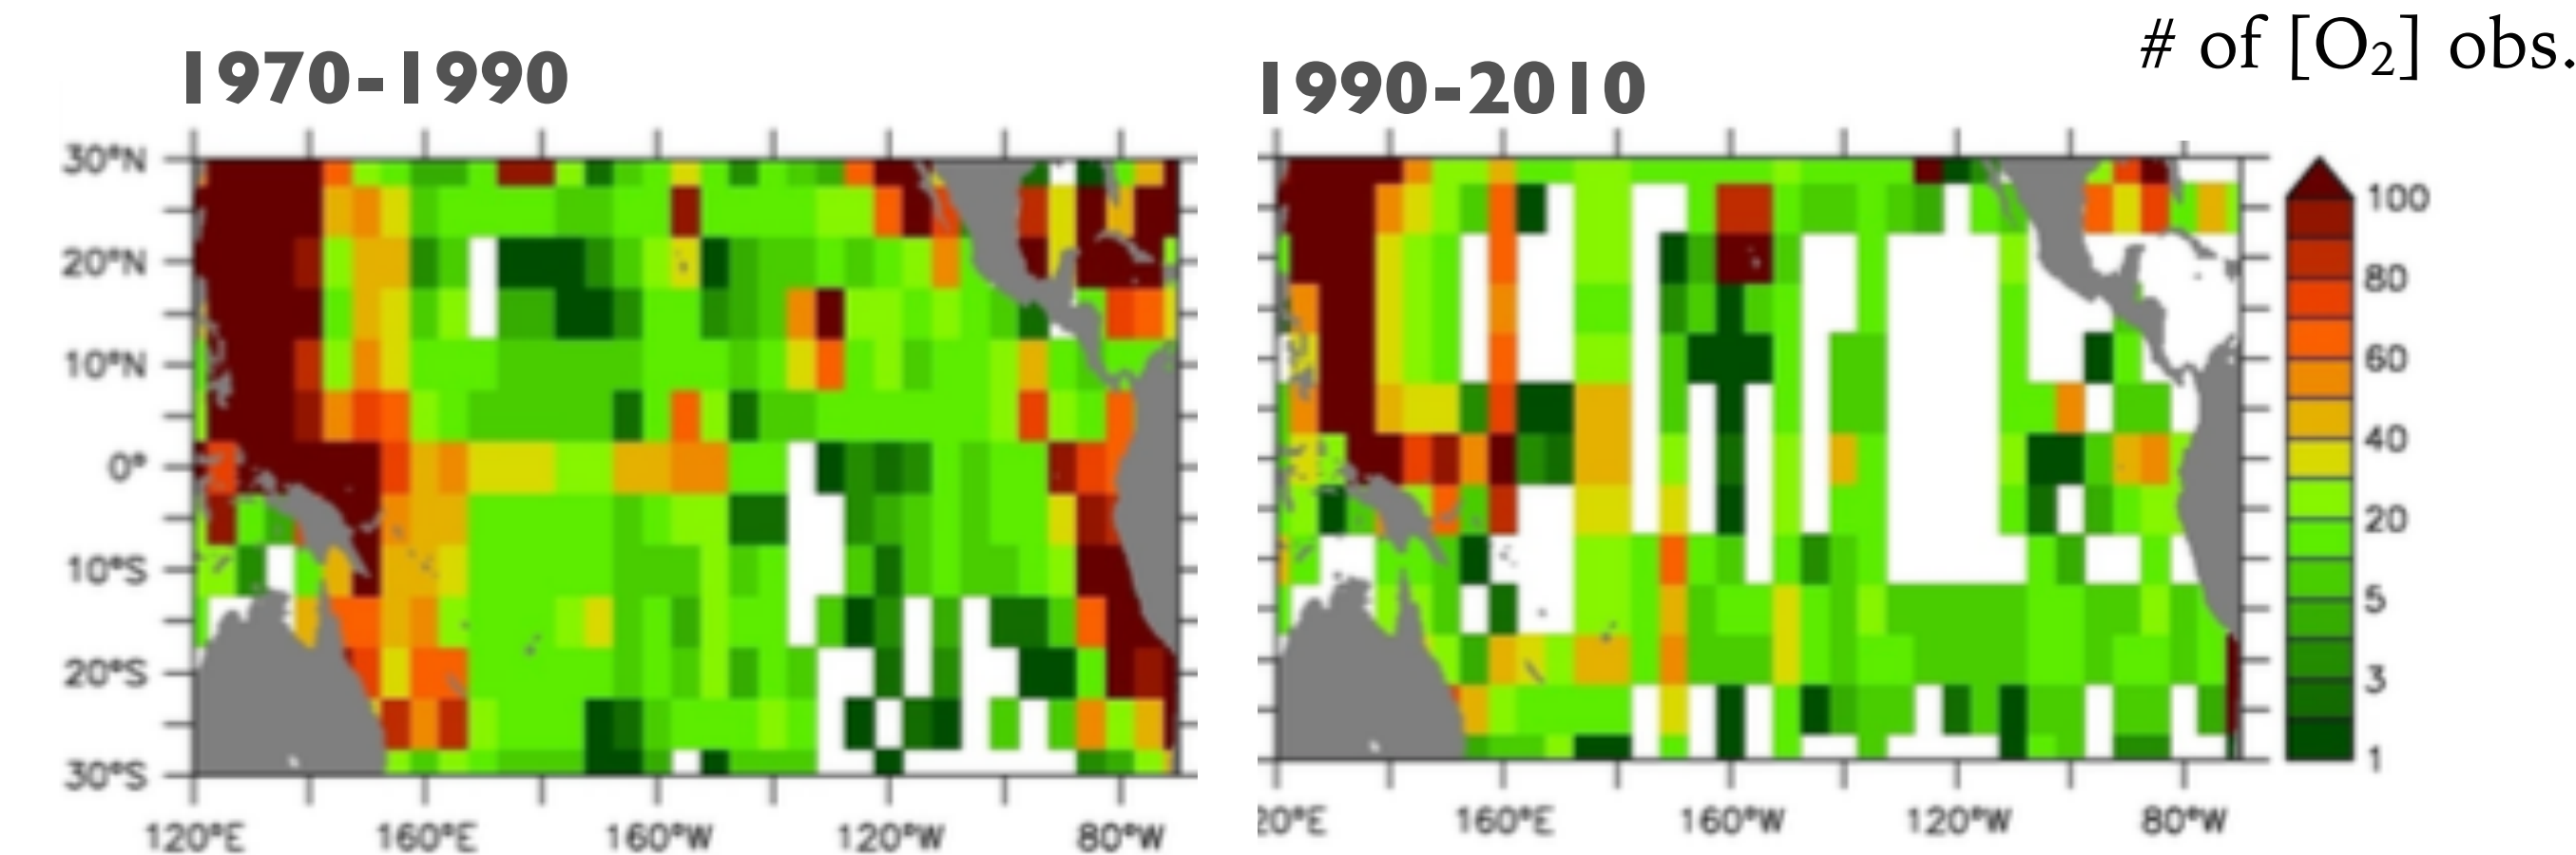 # of [O₂] obs.
1970-1990
1990-2010
30°N
20°N
10°N
0°
10°S
20°S
30°S
120°E 160°E 160°W 120°W 80°W
20°E 160°E 160°W 120°W 80°W
100
80
60
40
20
5
3
1